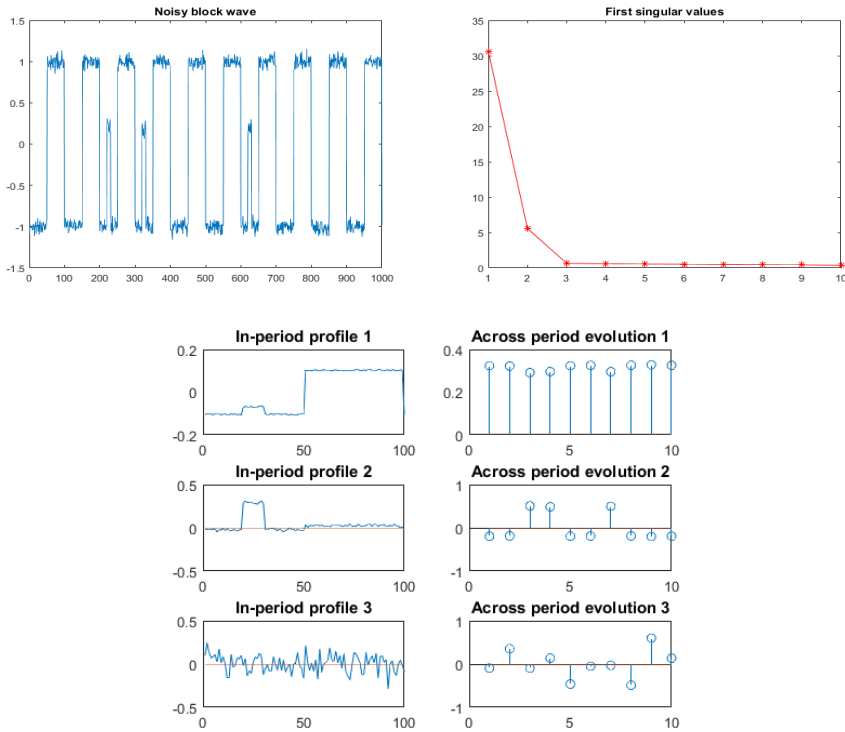 Noisy block wave
1.5
1
0.5
0
-0.5
-1
-1.5
0 100 200 300 400 500 600 700 800 900 1000
First singular values
35
30
25
20
15
10
5
0
1 2 3 4 5 6 7 8 9 10
In-period profile 1
0.2
0
-0.2
0 50 100
Across period evolution 1
0.4
0.2
0
0 5 10
In-period profile 2
0.5
0
-0.5
0 50 100
Across period evolution 2
1
0
-1
0 5 10
In-period profile 3
0.5
0
-0.5
0 50 100
Across period evolution 3
1
0
-1
0 5 10